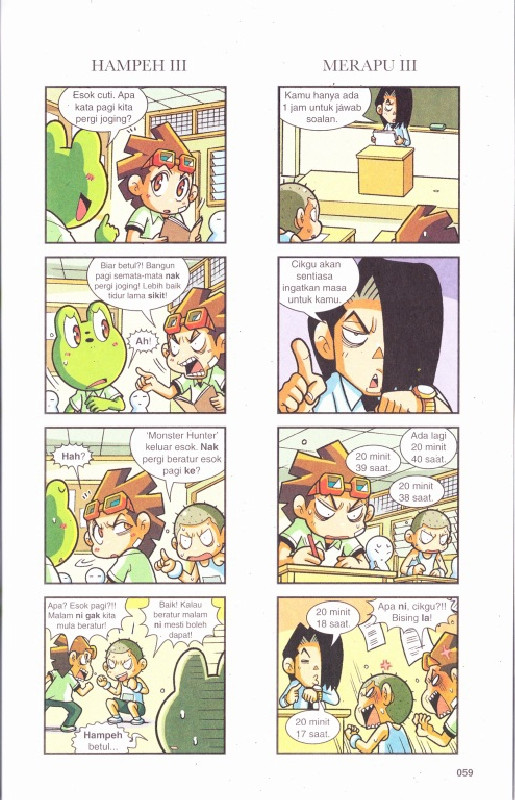 HAMPEH III
Esok cuti. Apa
kata pagi kita
pergi joging?
Biar betul?! Bangun
pagi semata-mata nak
pergi joging! Lebih baik
tidur lama sikit!
Ah!
'Monster Hunter'
keluar esok. Nak
pergi beratur esok
pagi ke?
Hah?
Apa? Esok pagi?!!
Malam ni gak kita
mula beratur!
Baik! Kalau
beratur malam
ni mesti boleh
dapat!
Hampeh
betul...
MERAPU III
Kamu hanya ada
1 jam untuk jawab
soalan.
Cikgu akan
sentiasa
ingatkan masa
untuk kamu.
Ada lagi
20 minit
40 saat.
20 minit
39 saat.
20 minit
38 saat.
20 minit
18 saat.
Apa ni, cikgu?!!
Bising la!
20 minit
17 saat.
059